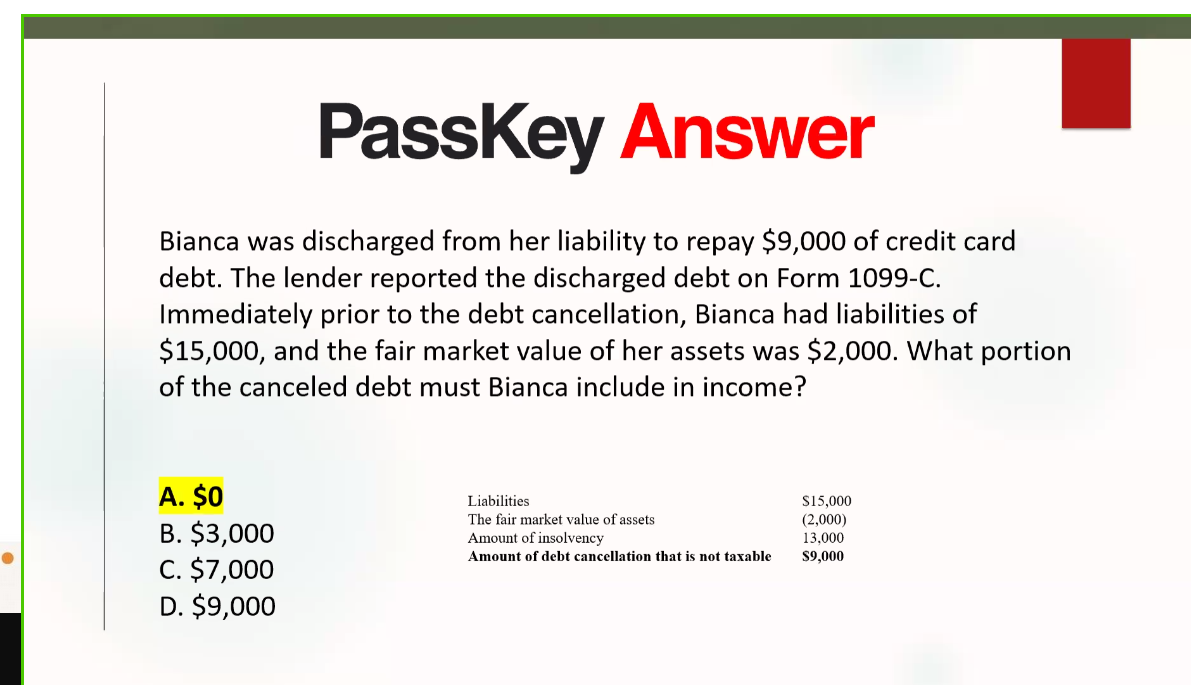 PassKey Answer
Bianca was discharged from her liability to repay $9,000 of credit card
debt. The lender reported the discharged debt on Form 1099-C.
Immediately prior to the debt cancellation, Bianca had liabilities of
$15,000, and the fair market value of her assets was $2,000. What portion
of the canceled debt must Bianca include in income?
A. $0
B. $3,000
C. $7,000
D. $9,000
Liabilities $15,000
The fair market value of assets (2,000)
Amount of insolvency 13,000
Amount of debt cancellation that is not taxable $9,000